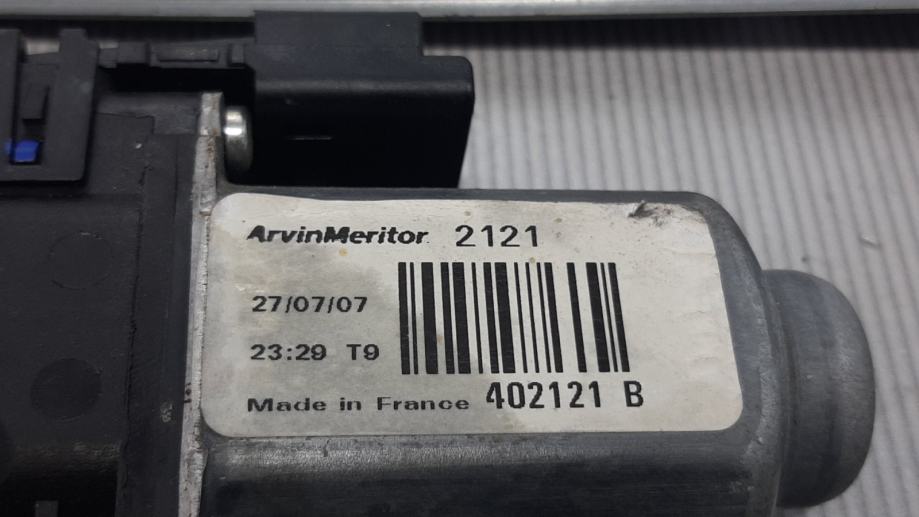 ArvinMeritor 2121
27/07/07
23:29 T9
Made in France 402121 B